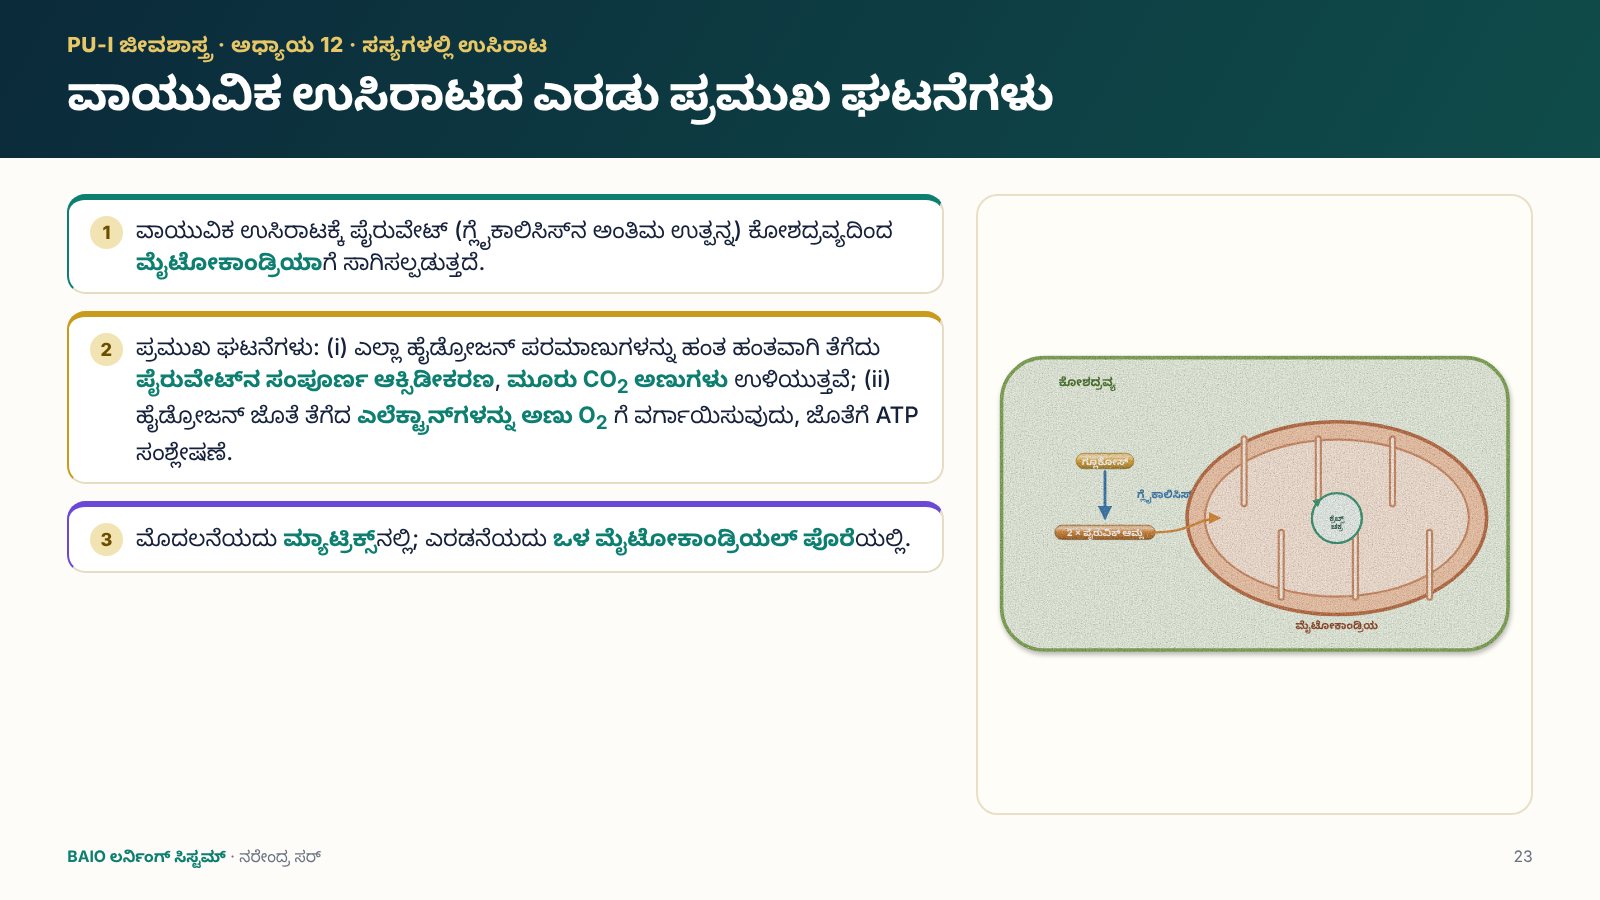 PU-I ಜೀವಶಾಸ್ತ್ರ · ಅಧ್ಯಾಯ 12 · ಸಸ್ಯಗಳಲ್ಲಿ ಉಸಿರಾಟ
ವಾಯುವಿಕ ಉಸಿರಾಟದ ಎರಡು ಪ್ರಮುಖ ಘಟನೆಗಳು
1 ವಾಯುವಿಕ ಉಸಿರಾಟಕ್ಕೆ ಪೈರುವೇಟ್ (ಗ್ಲೈಕಾಲಿಸಿಸ್‌ನ ಅಂತಿಮ ಉತ್ಪನ್ನ) ಕೋಶದ್ರವ್ಯದಿಂದ
ಮೈಟೋಕಾಂಡ್ರಿಯಾಗೆ ಸಾಗಿಸಲ್ಪಡುತ್ತದೆ.
2 ಪ್ರಮುಖ ಘಟನೆಗಳು: (i) ಎಲ್ಲಾ ಹೈಡ್ರೋಜನ್ ಪರಮಾಣುಗಳನ್ನು ಹಂತ ಹಂತವಾಗಿ ತೆಗೆದು
ಪೈರುವೇಟ್‌ನ ಸಂಪೂರ್ಣ ಆಕ್ಸಿಡೀಕರಣ, ಮೂರು CO₂ ಅಣುಗಳು ಉಳಿಯುತ್ತವೆ; (ii)
ಹೈಡ್ರೋಜನ್ ಜೊತೆ ತೆಗೆದ ಎಲೆಕ್ಟ್ರಾನ್‌ಗಳನ್ನು ಅಣು O₂ ಗೆ ವರ್ಗಾಯಿಸುವುದು, ಜೊತೆಗೆ ATP
ಸಂಶ್ಲೇಷಣೆ.
3 ಮೊದಲನೆಯದು ಮ್ಯಾಟ್ರಿಕ್ಸ್‌ನಲ್ಲಿ; ಎರಡನೆಯದು ಒಳ ಮೈಟೋಕಾಂಡ್ರಿಯಲ್ ಪೊರೆಯಲ್ಲಿ.
ಕೋಶದ್ರವ್ಯ
ಗ್ಲೂಕೋಸ್
ಗ್ಲೈಕಾಲಿಸಿಸ್
2 × ಪೈರುವಿಕ್ ಆಮ್ಲ
ಕ್ರೆಬ್ಸ್
ಚಕ್ರ
ಮೈಟೋಕಾಂಡ್ರಿಯ
BAIO ಲರ್ನಿಂಗ್ ಸಿಸ್ಟಮ್ · ನರೇಂದ್ರ ಸರ್
23